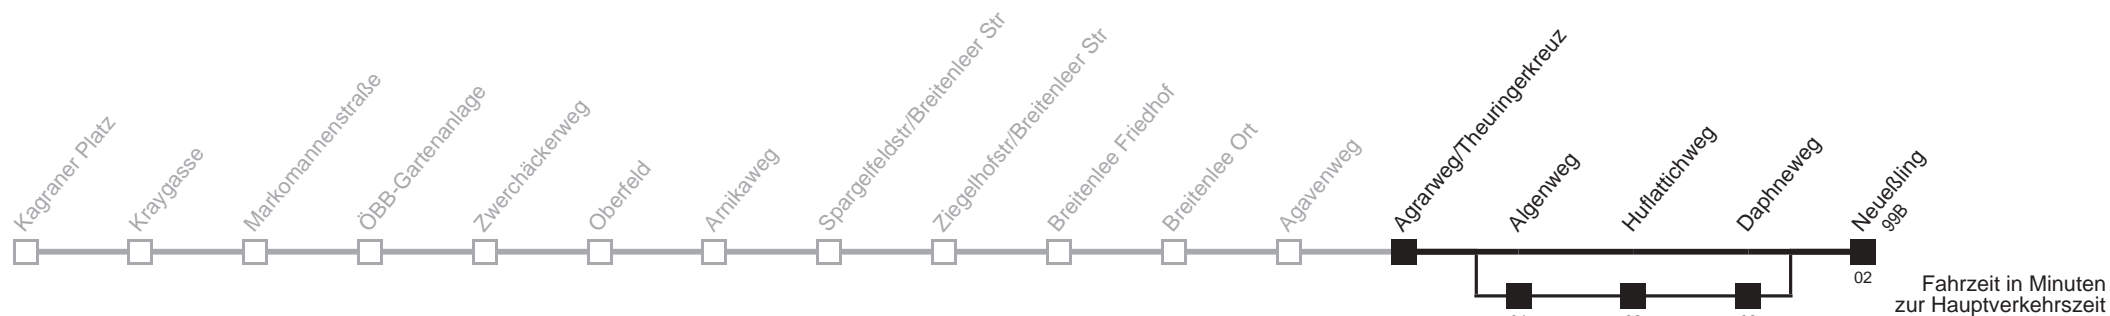 Kagraner Platz
Kraygasse
Markomannenstraße
ÖBB-Gartenanlage
Zwerchäckerweg
Oberfeld
Arnikaweg
Spargelfeldstr/Breitenleer Str
Ziegelhofstr/Breitenleer Str
Breitenlee Friedhof
Breitenlee Ort
Agavenweg
Agrarweg/Theuringerkreuz
Algenweg
Huflattichweg
Daphneweg
Neueßling
99B
02
Fahrzeit in Minuten
zur Hauptverkehrszeit